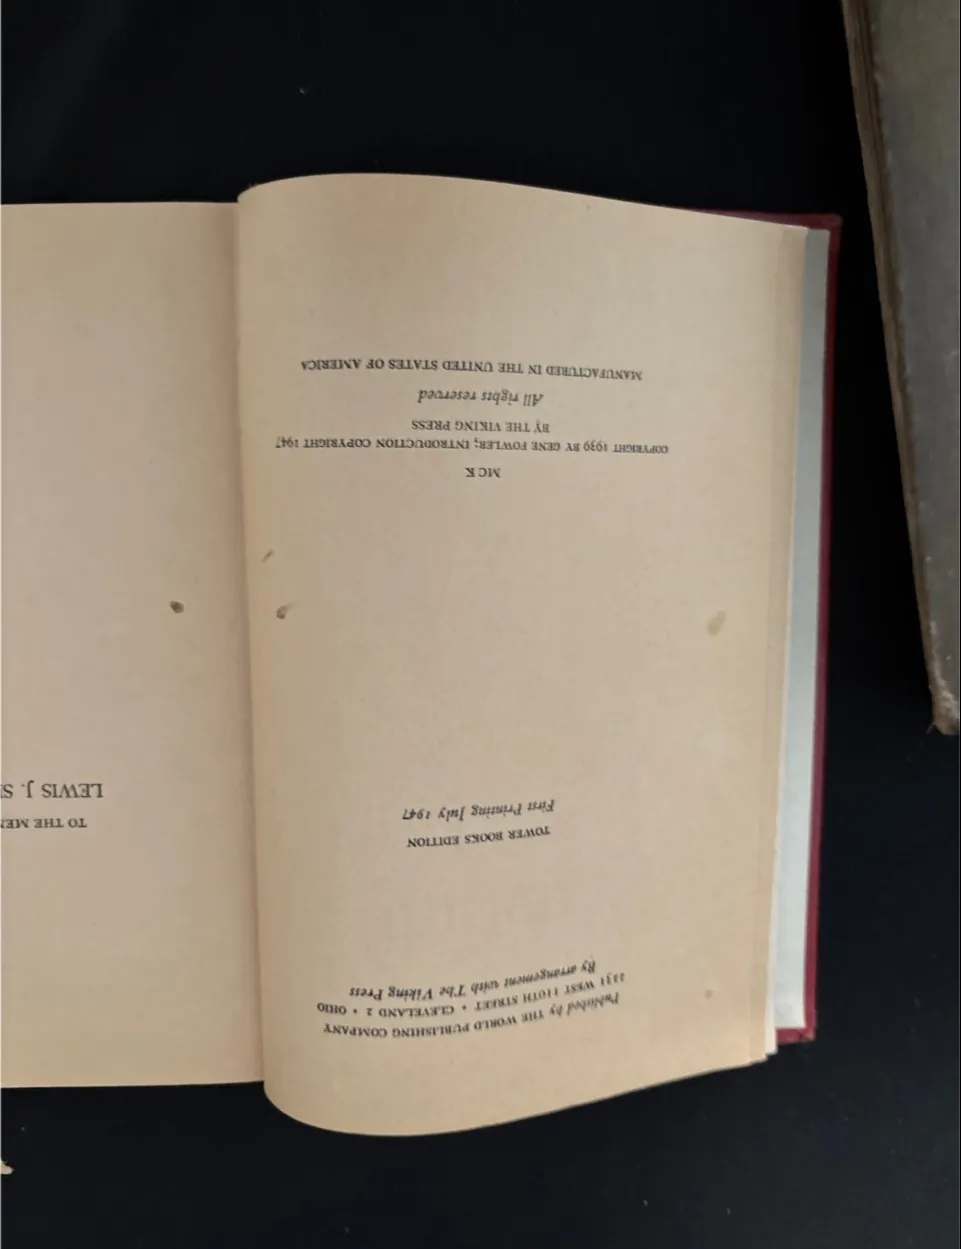 Published by THE WORLD PUBLISHING COMPANY
2231 WEST 110TH STREET • CLEVELAND 2 • OHIO
By arrangement with The Viking Press
TOWER BOOKS EDITION
First Printing July 1947
MC K
COPYRIGHT 1939 BY GENE FOWLER; INTRODUCTION COPYRIGHT 1947
BY THE VIKING PRESS
All rights reserved
MANUFACTURED IN THE UNITED STATES OF AMERICA
TO THE
LEWIS J.